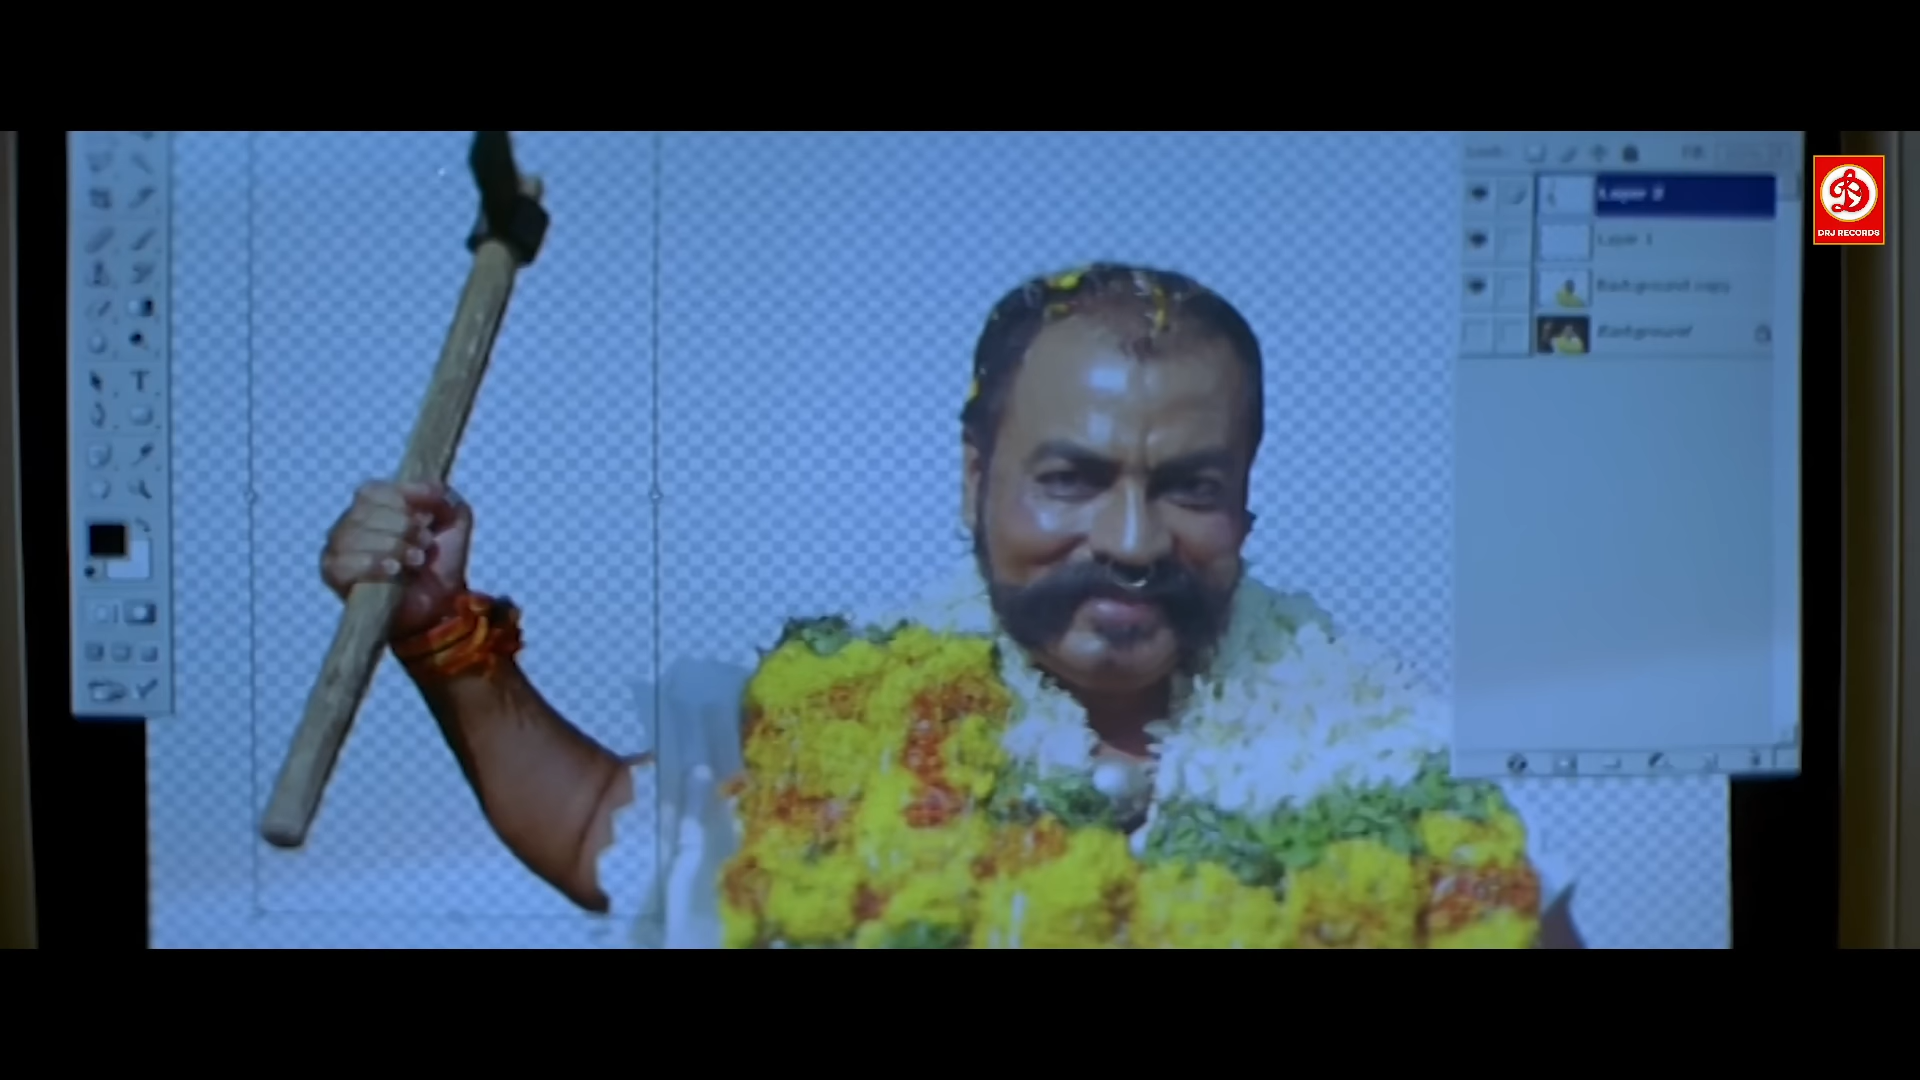 Layer 2
Layer 1
Background copy
Background
T
D
DRJ RECORDS